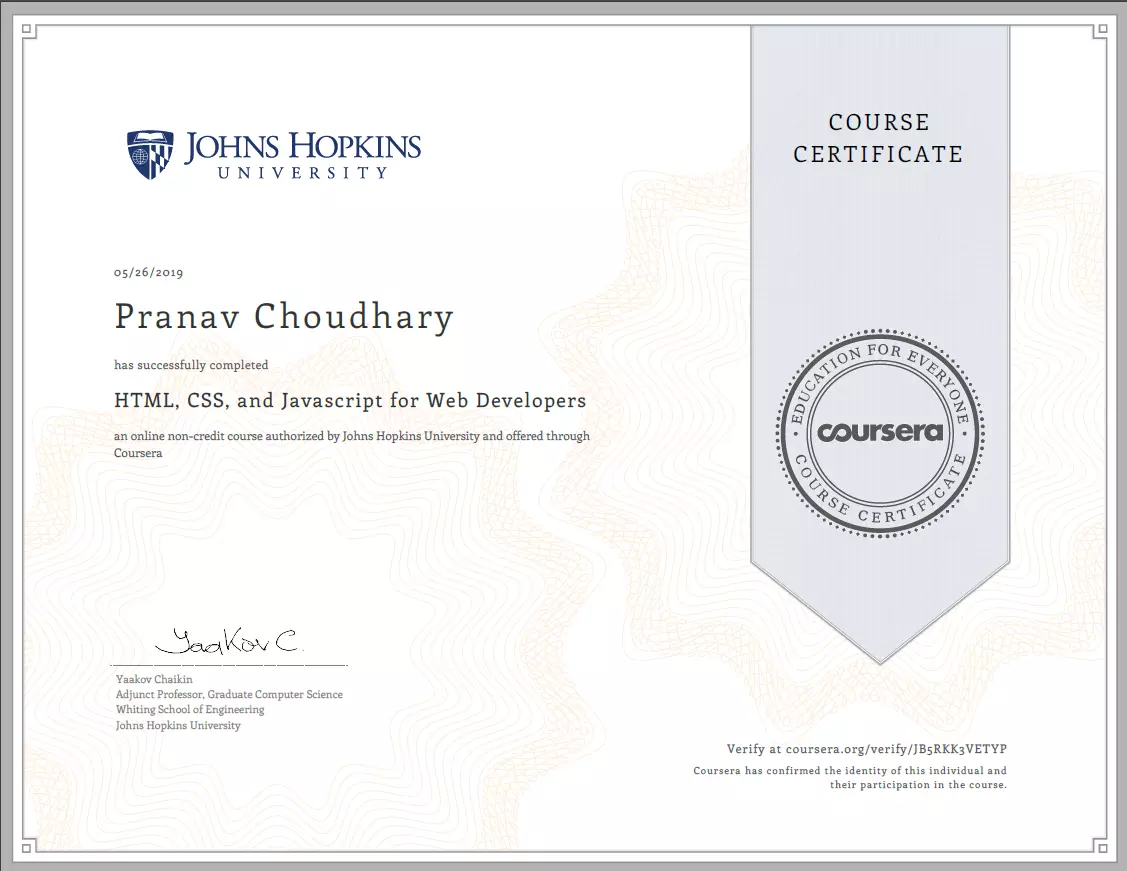 JOHNS HOPKINS
UNIVERSITY
COURSE
CERTIFICATE
05/26/2019
Pranav Choudhary
has successfully completed
HTML, CSS, and Javascript for Web Developers
an online non-credit course authorized by Johns Hopkins University and offered through
Coursera
EDUCATION FOR EVERYONE
coursera
COURSE CERTIFICATE
Yaakov C.
Yaakov Chaikin
Adjunct Professor, Graduate Computer Science
Whiting School of Engineering
Johns Hopkins University
Verify at coursera.org/verify/JB5RKK3VETYP
Coursera has confirmed the identity of this individual and
their participation in the course.